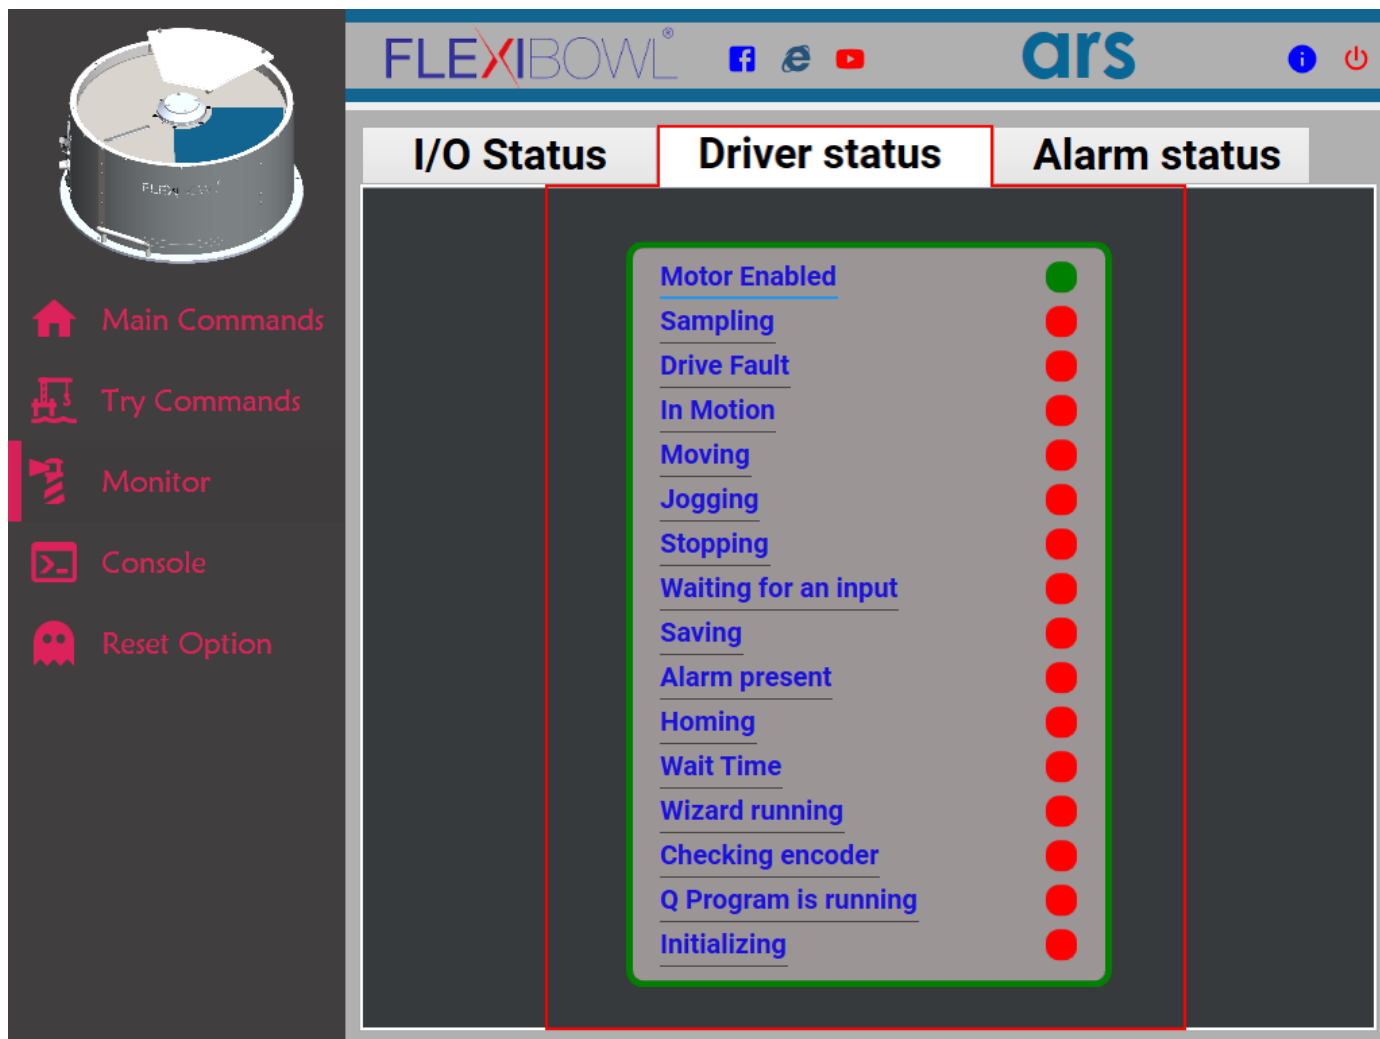 FLEXIBOWL®
ars
I/O Status
Driver status
Alarm status
Main Commands
Try Commands
Monitor
Console
Reset Option
Motor Enabled
Sampling
Drive Fault
In Motion
Moving
Jogging
Stopping
Waiting for an input
Saving
Alarm present
Homing
Wait Time
Wizard running
Checking encoder
Q Program is running
Initializing